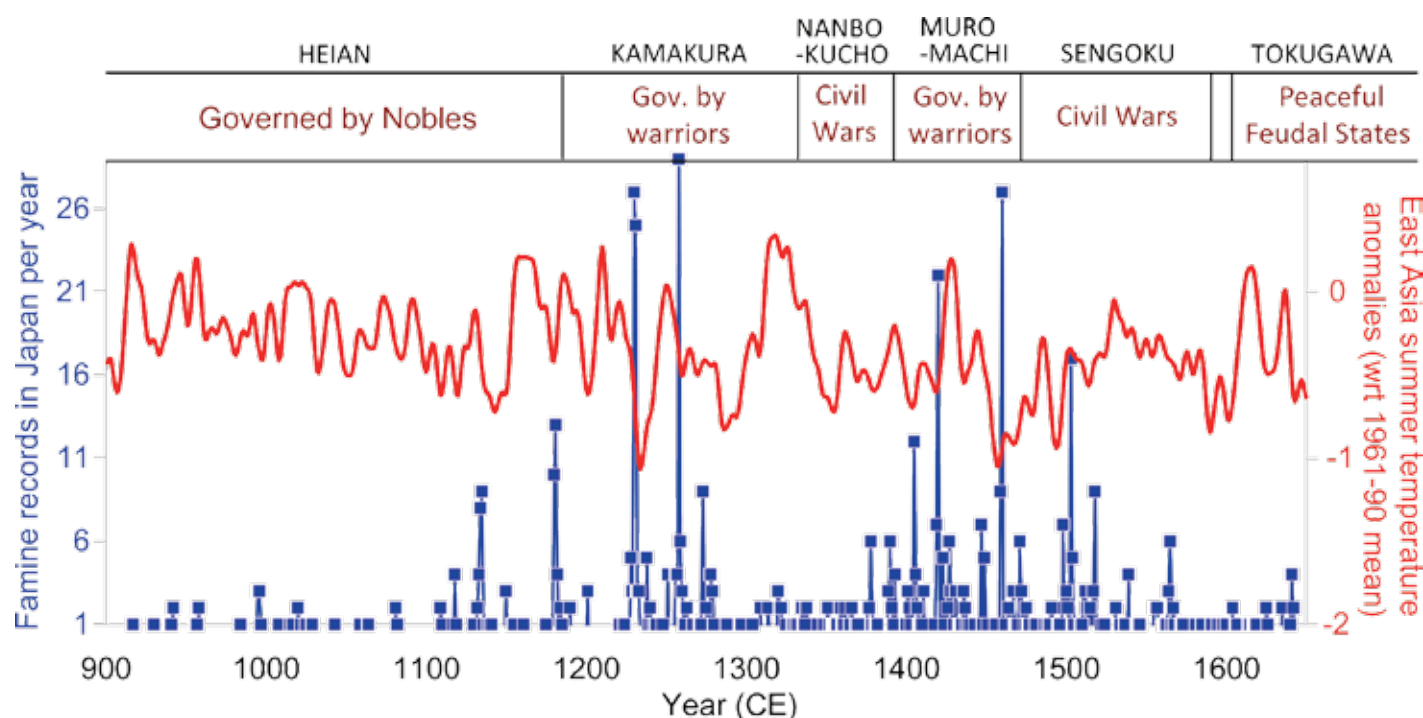 HEIAN
KAMAKURA
NANBO
-KUCHO
MURO
-MACHI
SENGOKU
TOKUGAWA
Governed by Nobles
Gov. by
warriors
Civil
Wars
Gov. by
warriors
Civil Wars
Peaceful
Feudal States
Famine records in Japan per year
26
21
16
11
6
1
East Asia summer temperature
anomalies (wrt 1961-90 mean)
0
-1
-2
900 1000 1100 1200 1300 1400 1500 1600
Year (CE)